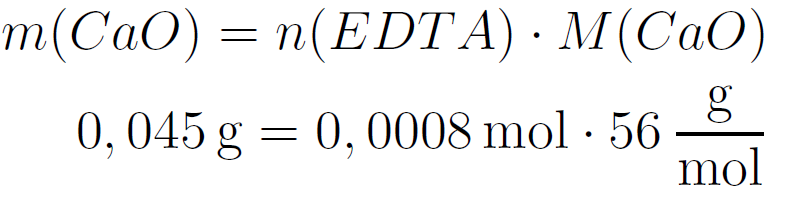 m(CaO) = n(EDTA) · M(CaO)
0,045 g = 0,0008 mol · 56 g/mol